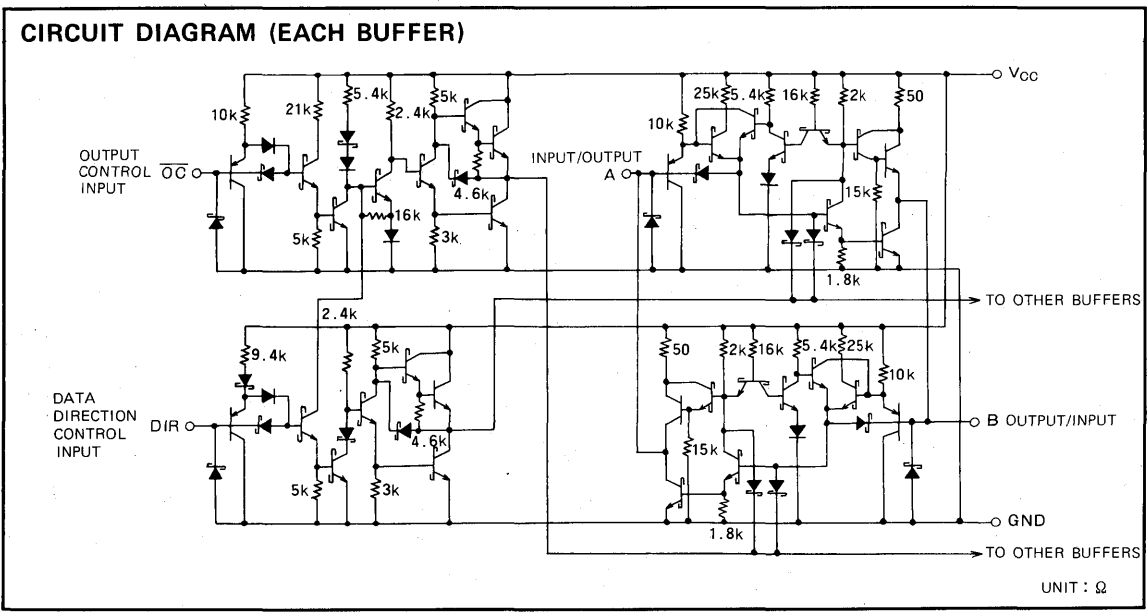 CIRCUIT DIAGRAM (EACH BUFFER)
VCC
5.4k
5k
25k
5.4k
16k
2k
50
10k
21k
2.4k
10k
OUTPUT
CONTROL
INPUT
OC
INPUT/OUTPUT
A
4.6k
15k
16k
5k
3k
1.8k
TO OTHER BUFFERS
2.4k
9.4k
5k
50
2k
16k
5.4k
25k
10k
DATA
DIRECTION
CONTROL
INPUT
DIR
B OUTPUT/INPUT
4.6k
15k
5k
3k
1.8k
GND
TO OTHER BUFFERS
UNIT : Ω